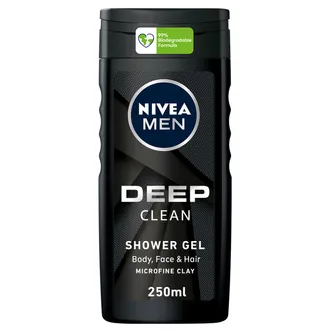 99%
Biodegradable
Formula
NIVEA
MEN
DEEP
CLEAN
SHOWER GEL
Body, Face & Hair
MICROFINE CLAY
250ml